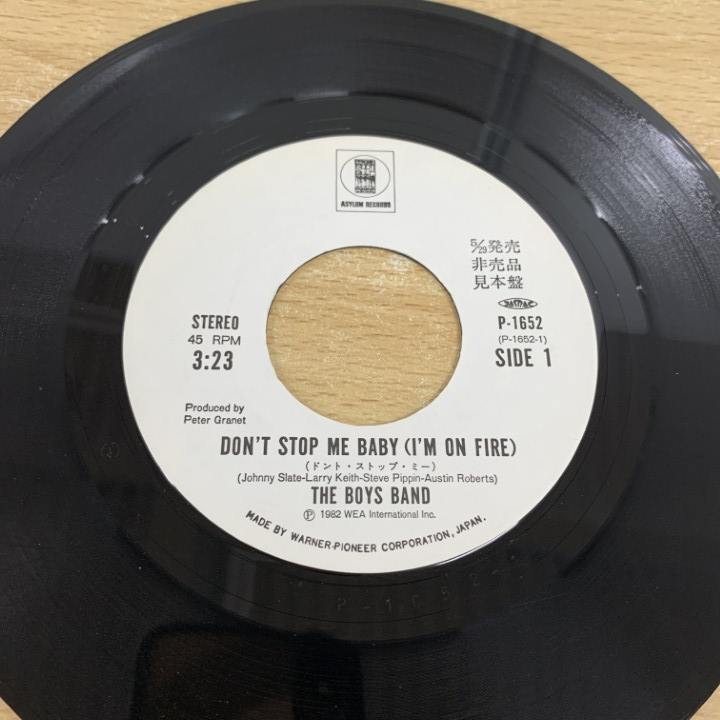 ASYLUM RECORDS
5/29発売
非売品
見本盤
STEREO
45 RPM
3:23
P-1652
(P-1652-1)
SIDE 1
Produced by
Peter Granet
DON'T STOP ME BABY (I'M ON FIRE)
(ドント・ストップ・ミー)
(Johnny Slate-Larry Keith-Steve Pippin-Austin Roberts)
THE BOYS BAND
Ⓟ 1982 WEA International Inc.
MADE BY WARNER-PIONEER CORPORATION, JAPAN.